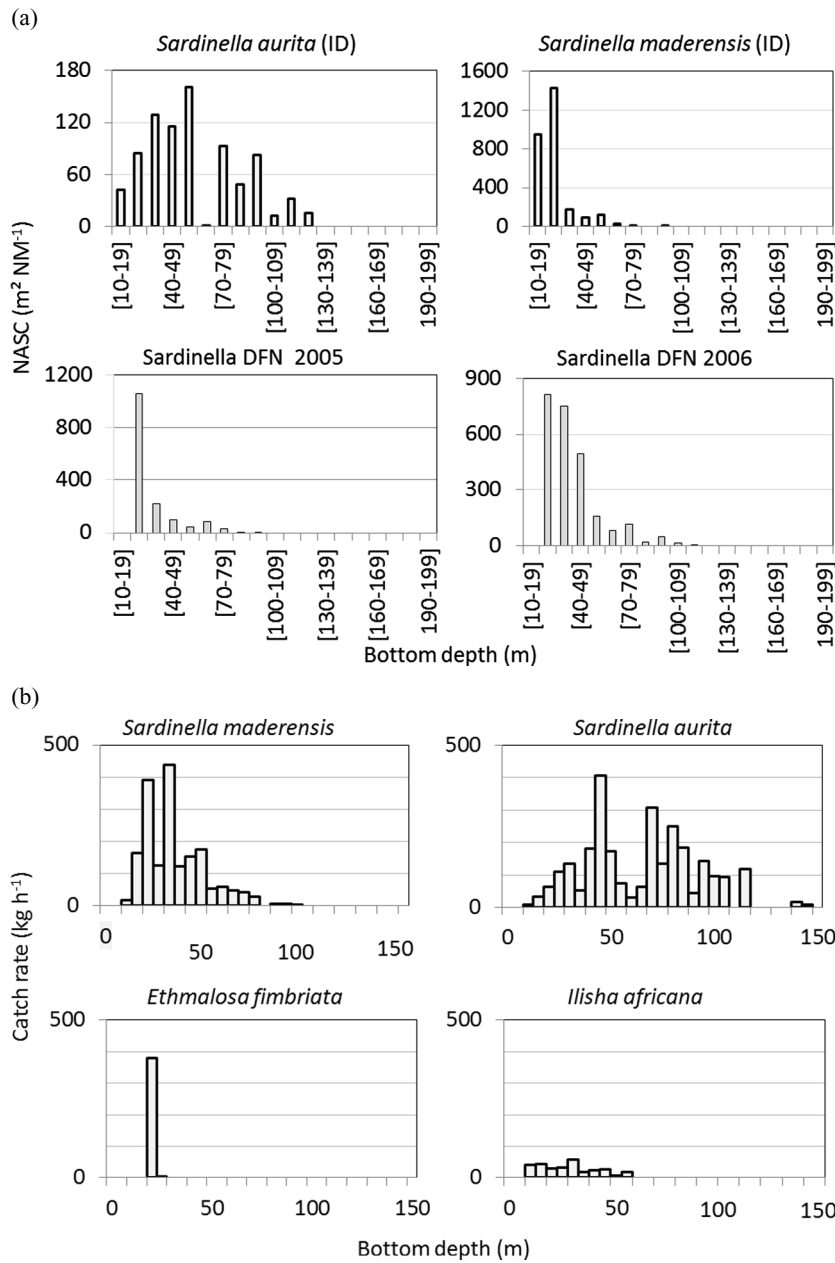 (a)
Sardinella aurita (ID)
Sardinella maderensis (ID)
180
120
60
0
1600
1200
800
400
0
[10-19]
[40-49]
[70-79]
[100-109]
[130-139]
[160-169]
190-199]
[10-19]
[40-49]
[70-79]
[100-109]
[130-139]
[160-169]
190-199]
NASC (m² NM⁻¹)
Sardinella DFN 2005
Sardinella DFN 2006
1200
800
400
0
900
600
300
0
[10-19]
[40-49]
[70-79]
[100-109]
[130-139]
[160-169]
190-199]
[10-19]
[40-49]
[70-79]
[100-109]
[130-139]
[160-169]
190-199]
Bottom depth (m)
(b)
Sardinella maderensis
Sardinella aurita
500
0
500
0
0 50 100 150
0 50 100 150
Catch rate (kg h⁻¹)
Ethmalosa fimbriata
Ilisha africana
500
0
500
0
0 50 100 150
0 50 100 150
Bottom depth (m)